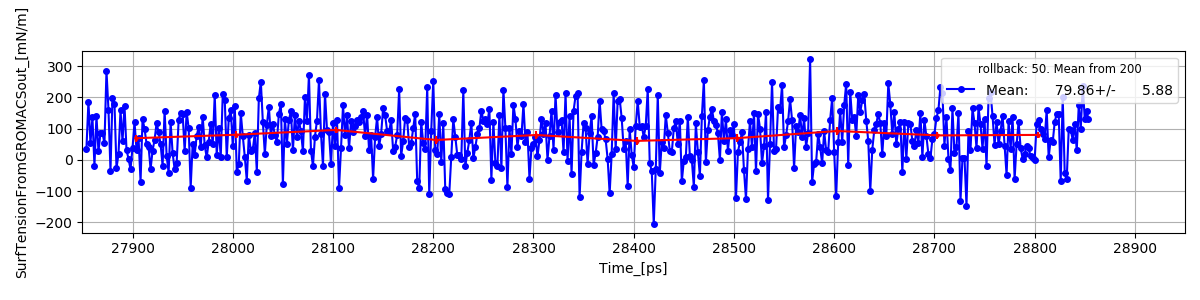 SurfTensionFromGROMACSout_[mN/m]
300
200
100
0
−100
−200
rollback: 50. Mean from 200
Mean: 79.86+/- 5.88
27900 28000 28100 28200 28300 28400 28500 28600 28700 28800 28900
Time_[ps]